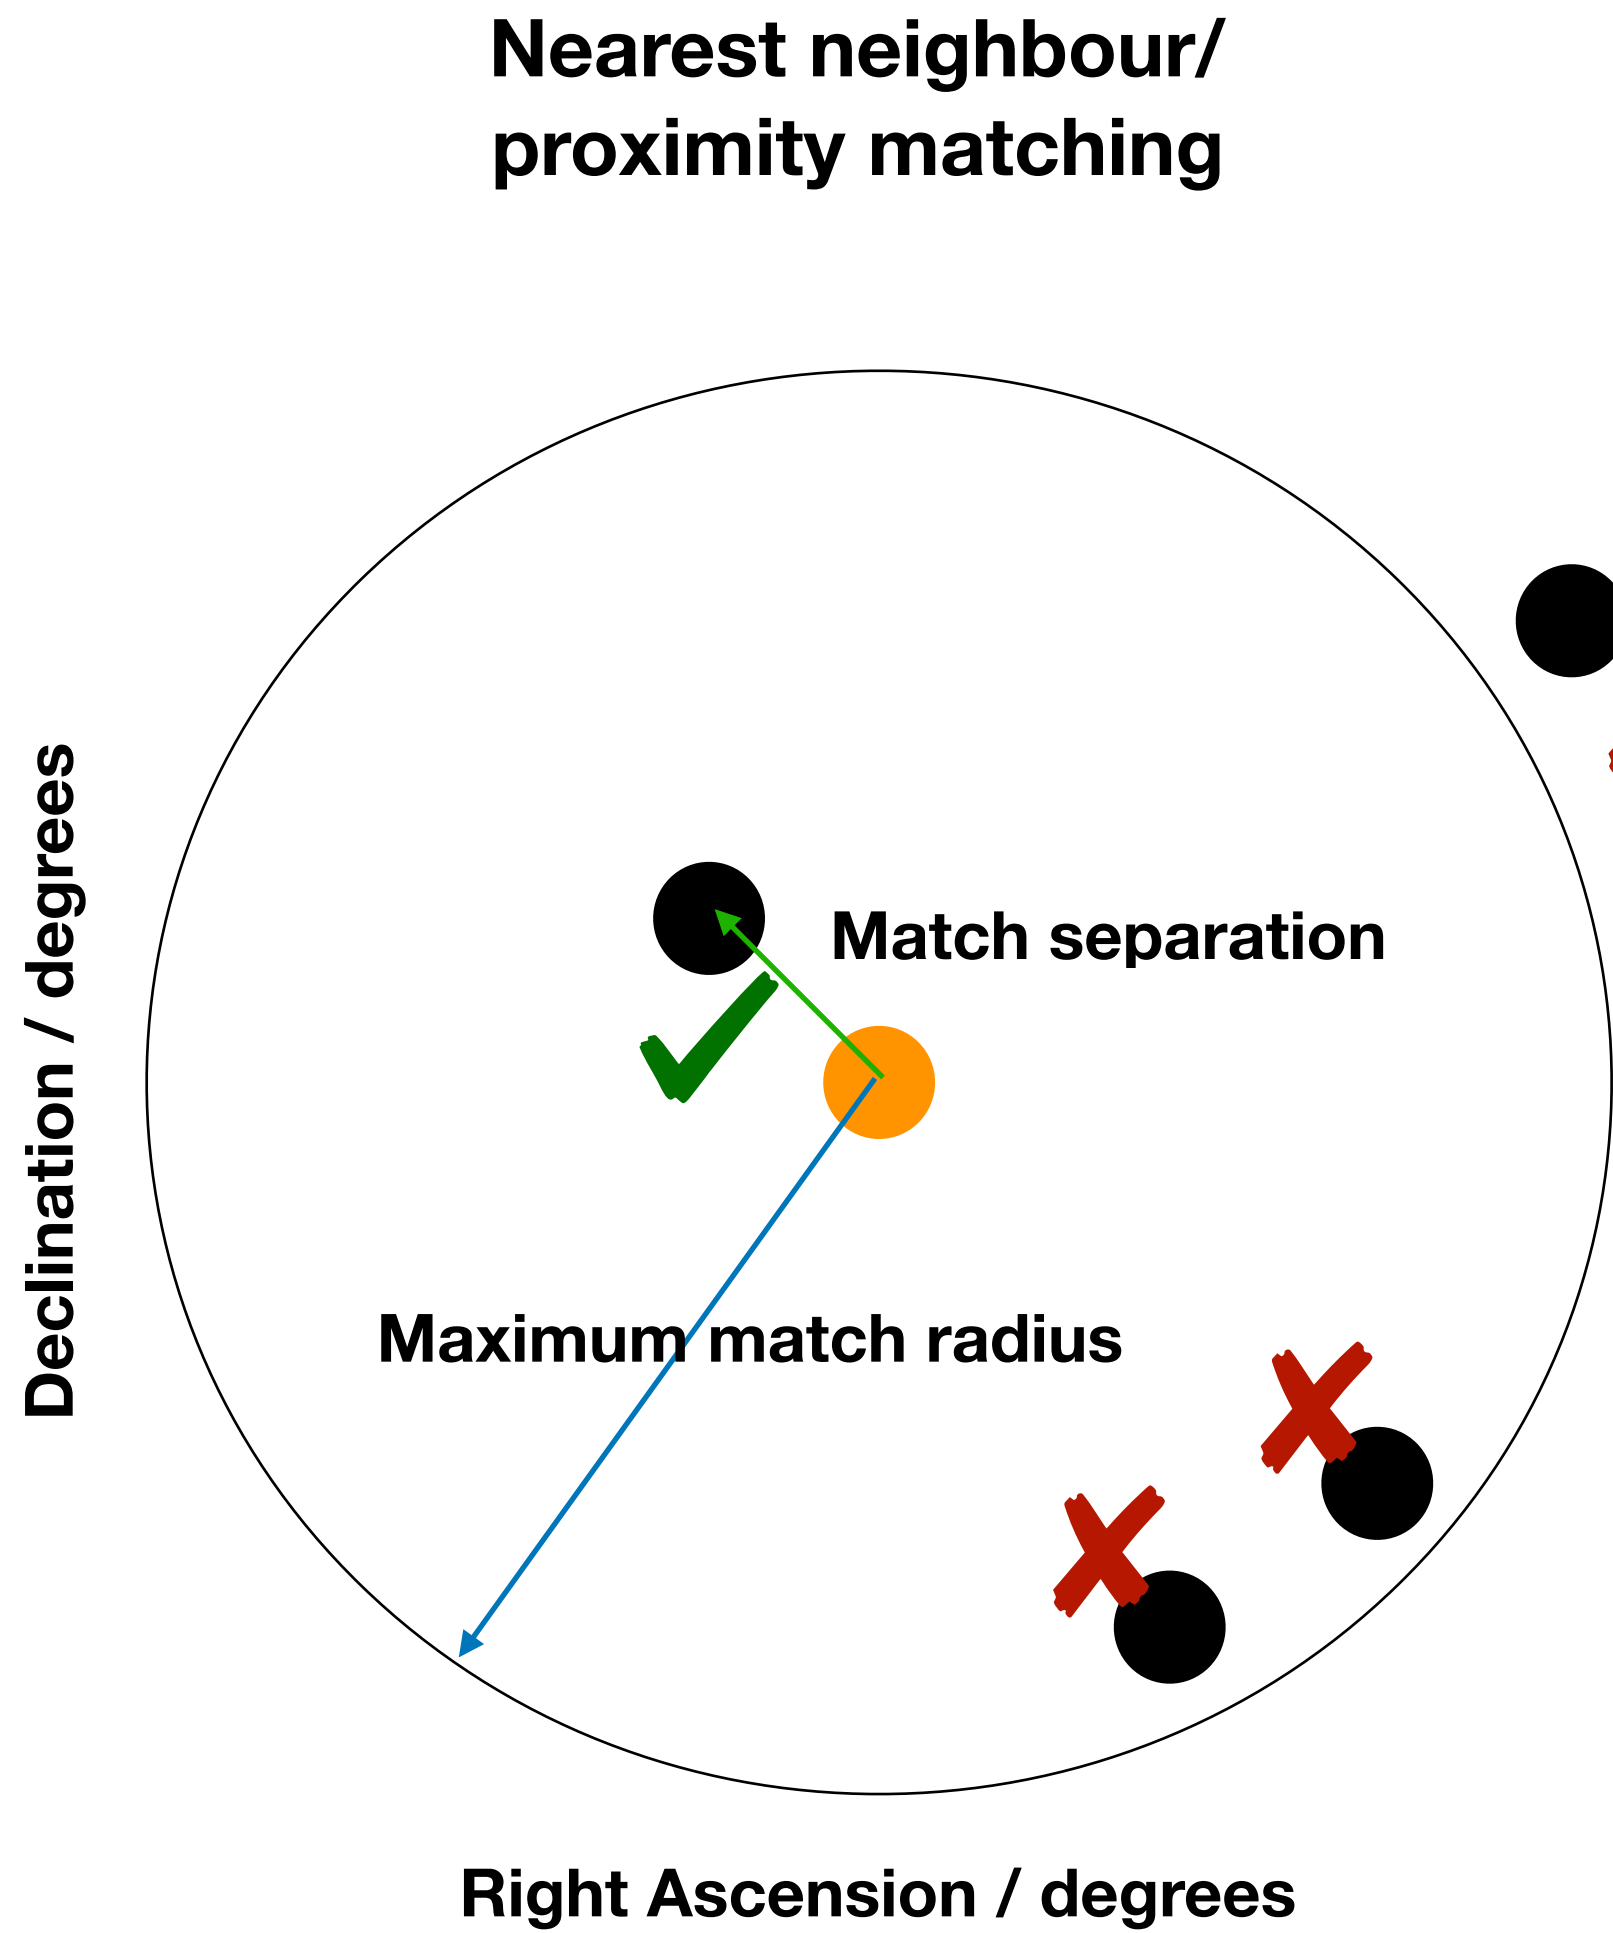 Nearest neighbour/
proximity matching
Declination / degrees
Match separation
Maximum match radius
Right Ascension / degrees